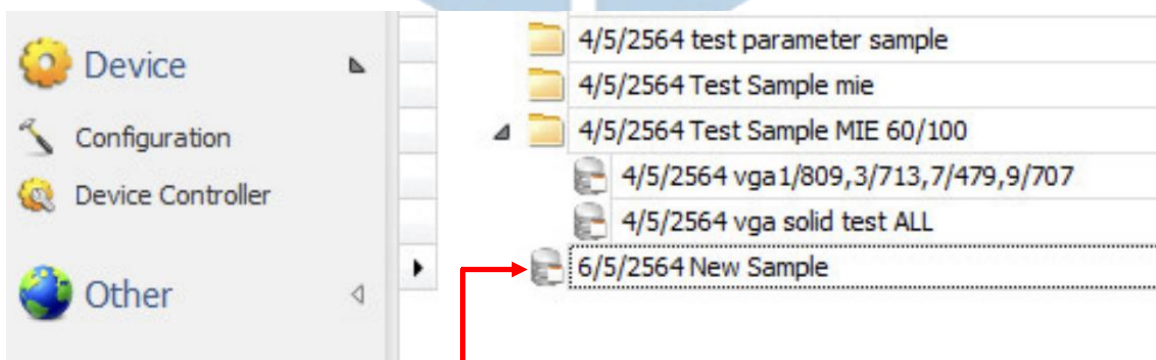 Device
Configuration
Device Controller
Other
4/5/2564 test parameter sample
4/5/2564 Test Sample mie
4/5/2564 Test Sample MIE 60/100
4/5/2564 vga1/809,3/713,7/479,9/707
4/5/2564 vga solid test ALL
6/5/2564 New Sample